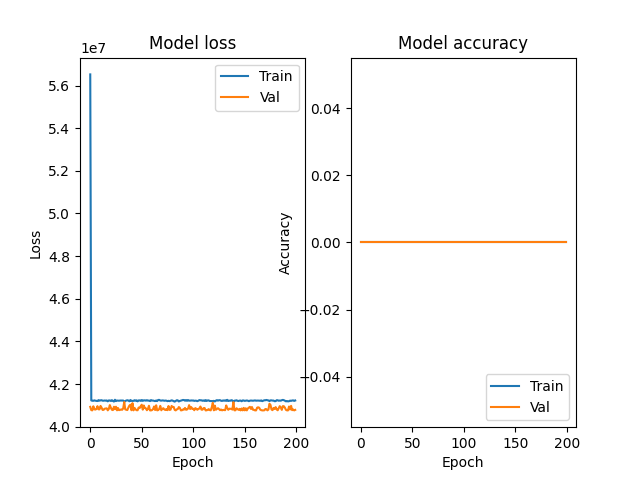 Model loss
1e7
5.6
5.4
5.2
5.0
4.8
4.6
4.4
4.2
4.0
Loss
0
50
100
150
200
Epoch
Train
Val
Model accuracy
0.04
0.02
0.00
−0.02
−0.04
Accuracy
0
50
100
150
200
Epoch
Train
Val